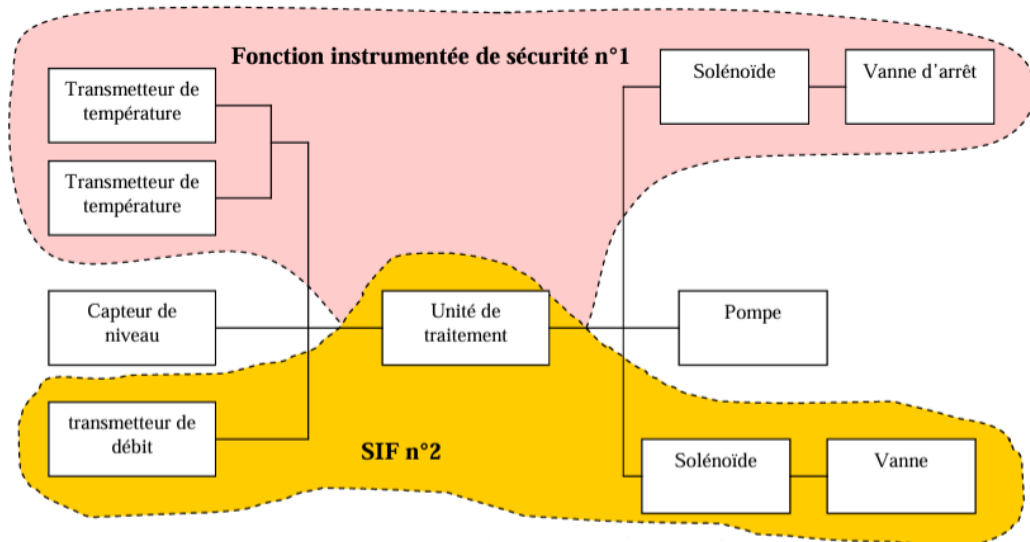 Fonction instrumentée de sécurité n°1
Transmetteur de
température
Transmetteur de
température
Solénoïde
Vanne d'arrêt
Capteur de
niveau
Unité de
traitement
Pompe
transmetteur de
débit
SIF n°2
Solénoïde
Vanne